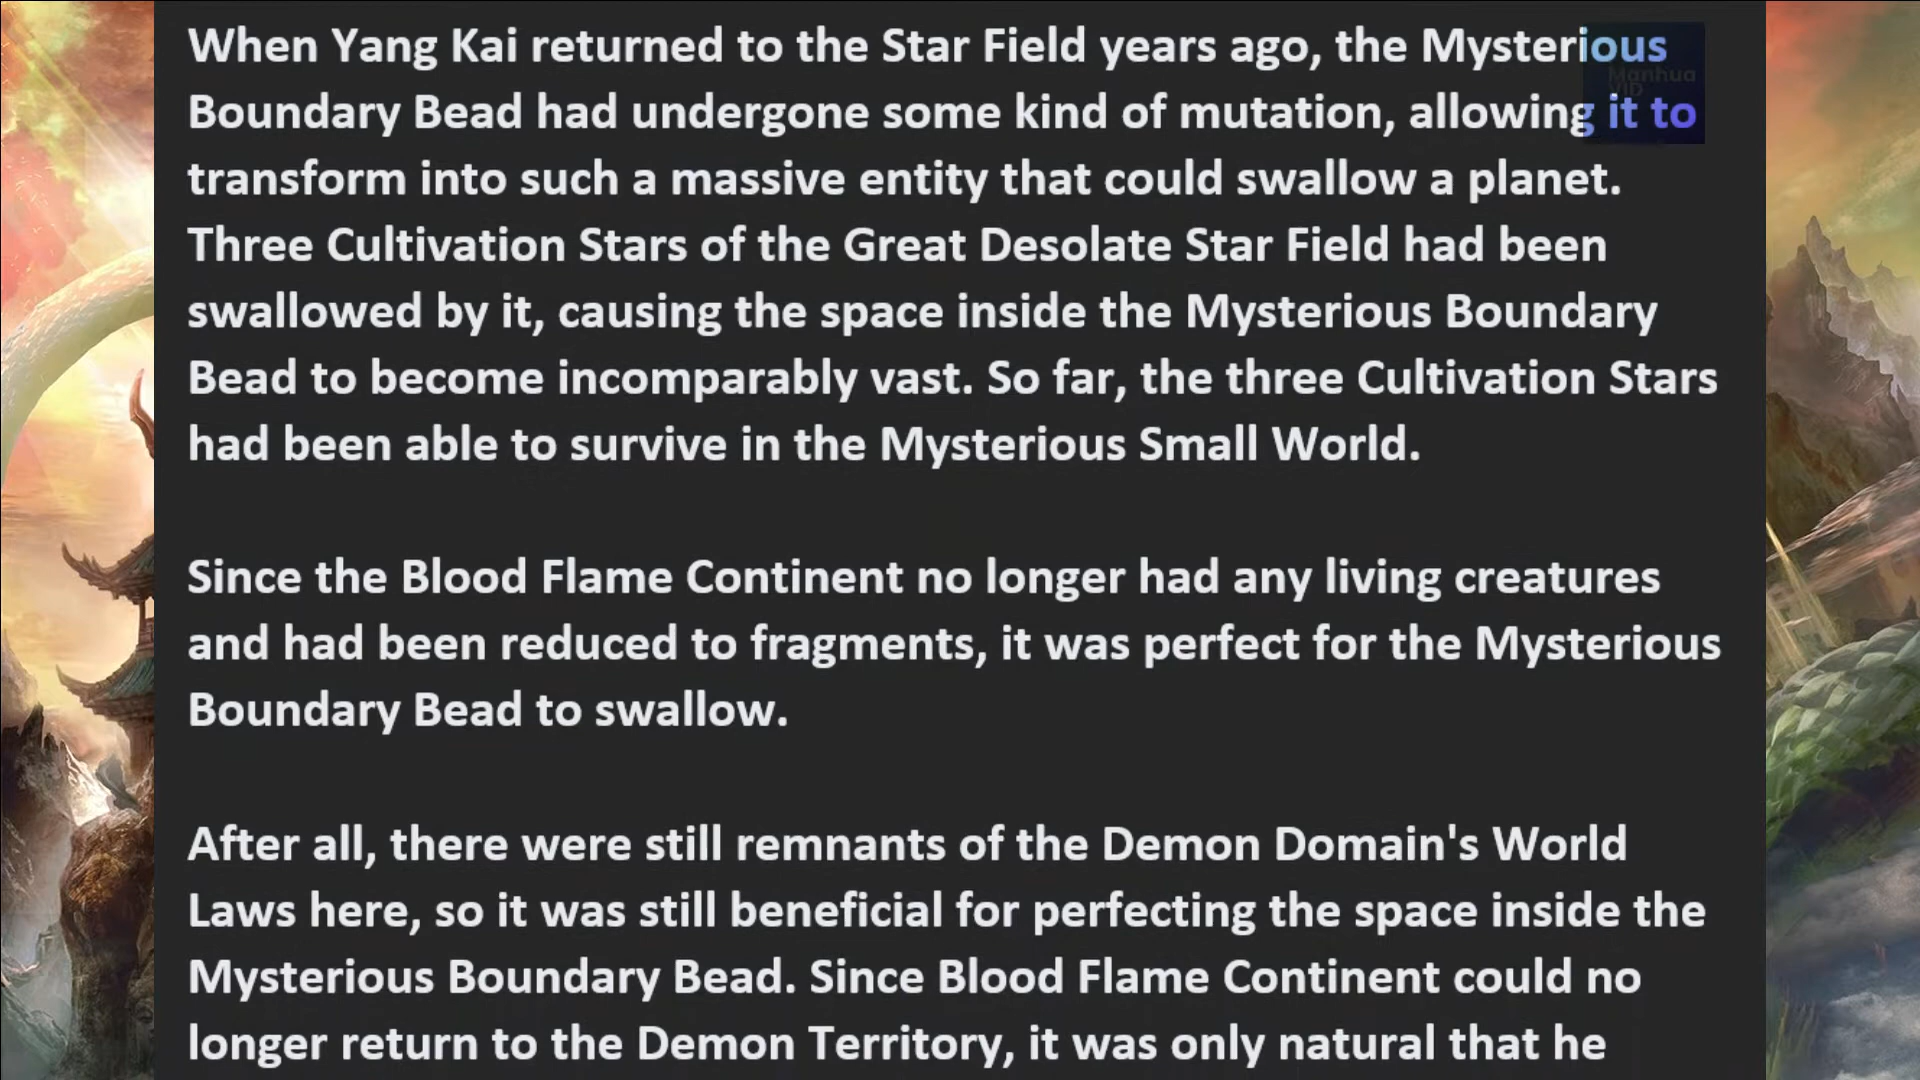 When Yang Kai returned to the Star Field years ago, the Mysterious
Boundary Bead had undergone some kind of mutation, allowing it to
transform into such a massive entity that could swallow a planet.
Three Cultivation Stars of the Great Desolate Star Field had been
swallowed by it, causing the space inside the Mysterious Boundary
Bead to become incomparably vast. So far, the three Cultivation Stars
had been able to survive in the Mysterious Small World.
Since the Blood Flame Continent no longer had any living creatures
and had been reduced to fragments, it was perfect for the Mysterious
Boundary Bead to swallow.
After all, there were still remnants of the Demon Domain's World
Laws here, so it was still beneficial for perfecting the space inside the
Mysterious Boundary Bead. Since Blood Flame Continent could no
longer return to the Demon Territory, it was only natural that he
Manhua
VID